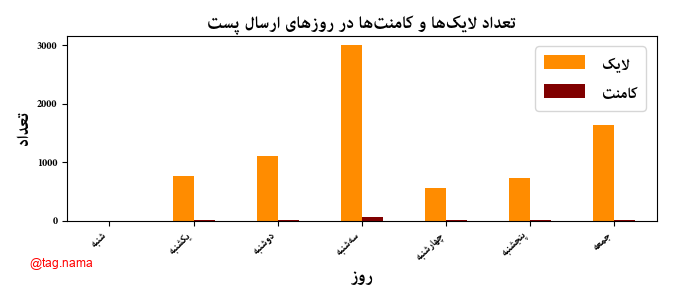 تعداد لایک‌ها و کامنت‌ها در روزهای ارسال پست
لایک
کامنت
تعداد
3000
2000
1000
0
شنبه
یکشنبه
دوشنبه
سه‌شنبه
چهارشنبه
پنجشنبه
جمعه
روز
@tag.nama